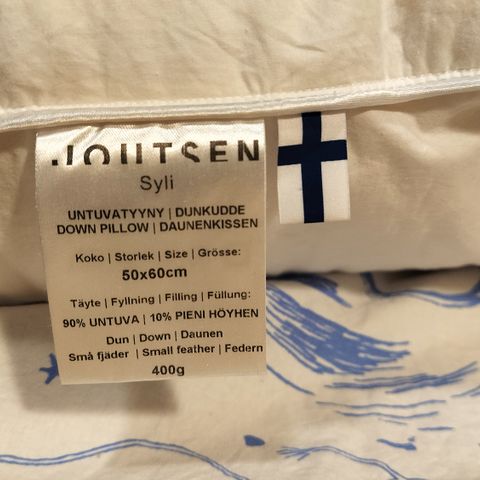 JOUTSEN
Syli
UNTUVATYYNY | DUNKUDDE
DOWN PILLOW | DAUNENKISSEN
Koko | Storlek | Size | Grösse:
50x60cm
Täyte | Fyllning | Filling | Füllung:
90% UNTUVA | 10% PIENI HÖYHEN
Dun | Down | Daunen
Små fjäder | Small feather | Federn
400g